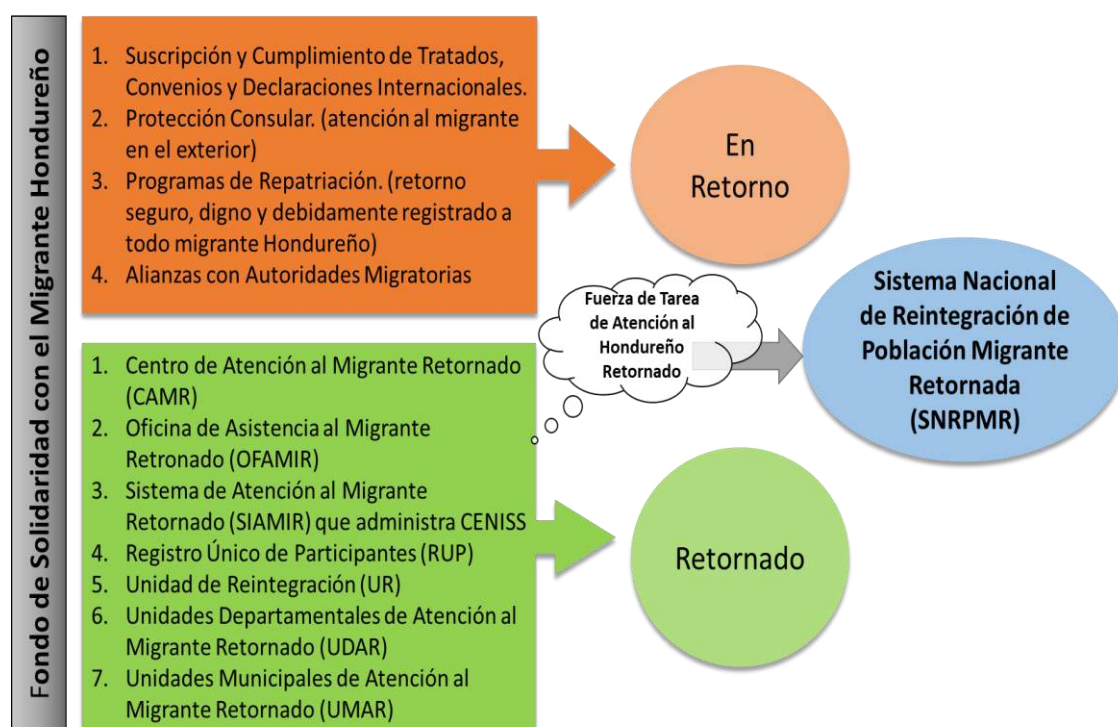 Fondo de Solidaridad con el Migrante Hondureño
1. Suscripción y Cumplimiento de Tratados,
Convenios y Declaraciones Internacionales.
2. Protección Consular. (atención al migrante
en el exterior)
3. Programas de Repatriación. (retorno
seguro, digno y debidamente registrado a
todo migrante Hondureño)
4. Alianzas con Autoridades Migratorias
En
Retorno
Fuerza de Tarea
de Atención al
Hondureño
Retornado
Sistema Nacional
de Reintegración de
Población Migrante
Retornada
(SNRPMR)
1. Centro de Atención al Migrante Retornado
(CAMR)
2. Oficina de Asistencia al Migrante
Retronado (OFAMIR)
3. Sistema de Atención al Migrante
Retornado (SIAMIR) que administra CENISS
4. Registro Único de Participantes (RUP)
5. Unidad de Reintegración (UR)
6. Unidades Departamentales de Atención al
Migrante Retornado (UDAR)
7. Unidades Municipales de Atención al
Migrante Retornado (UMAR)
Retornado